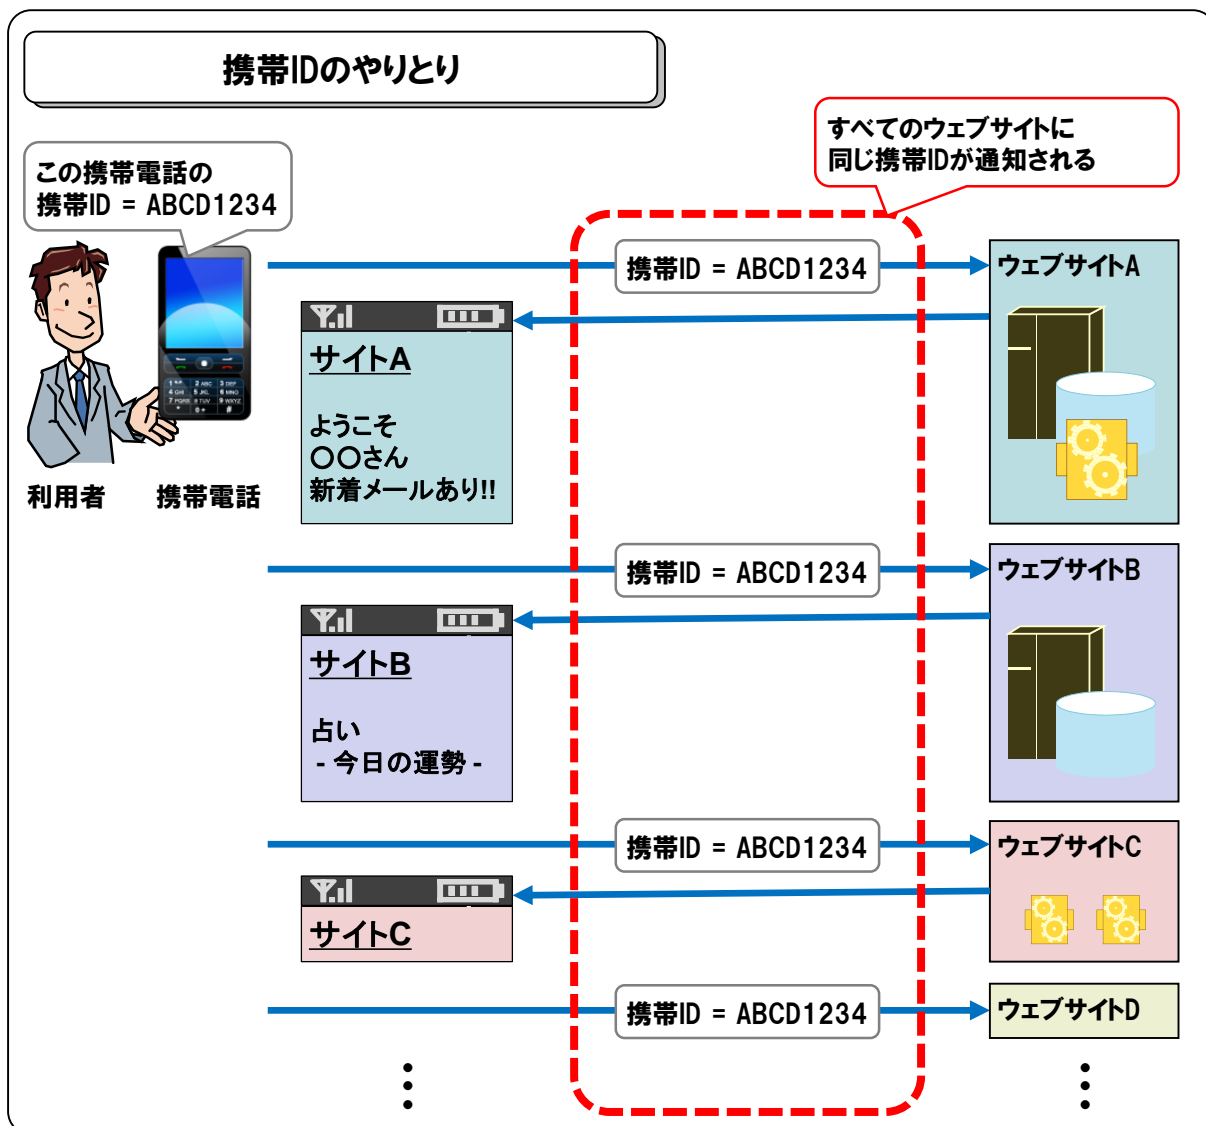 携帯IDのやりとり
すべてのウェブサイトに
同じ携帯IDが通知される
この携帯電話の
携帯ID = ABCD1234
利用者
携帯電話
携帯ID = ABCD1234
ウェブサイトA
サイトA
ようこそ
〇〇さん
新着メールあり!!
携帯ID = ABCD1234
ウェブサイトB
サイトB
占い
- 今日の運勢 -
携帯ID = ABCD1234
ウェブサイトC
サイトC
携帯ID = ABCD1234
ウェブサイトD